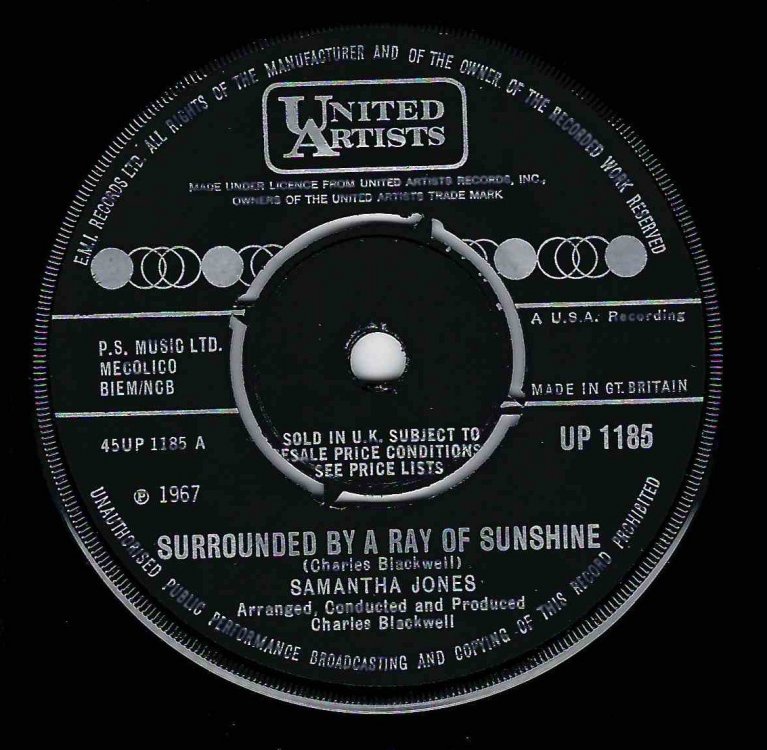 E.M.I. RECORDS LTD. ALL RIGHTS OF THE MANUFACTURER AND OF THE OWNER OF THE RECORDED WORK RESERVED
UNITED
ARTISTS
MADE UNDER LICENCE FROM UNITED ARTISTS RECORDS, INC.,
OWNERS OF THE UNITED ARTISTS TRADE MARK
A U.S.A. Recording
P.S. MUSIC LTD.
MECOLICO
BIEM/NCB
MADE IN GT. BRITAIN
45UP 1185 A
SOLD IN U.K. SUBJECT TO
RESALE PRICE CONDITIONS
SEE PRICE LISTS
UP 1185
℗ 1967
SURROUNDED BY A RAY OF SUNSHINE
(Charles Blackwell)
SAMANTHA JONES
Arranged, Conducted and Produced
Charles Blackwell
UNAUTHORISED PUBLIC PERFORMANCE BROADCASTING AND COPYING OF THIS RECORD PROHIBITED